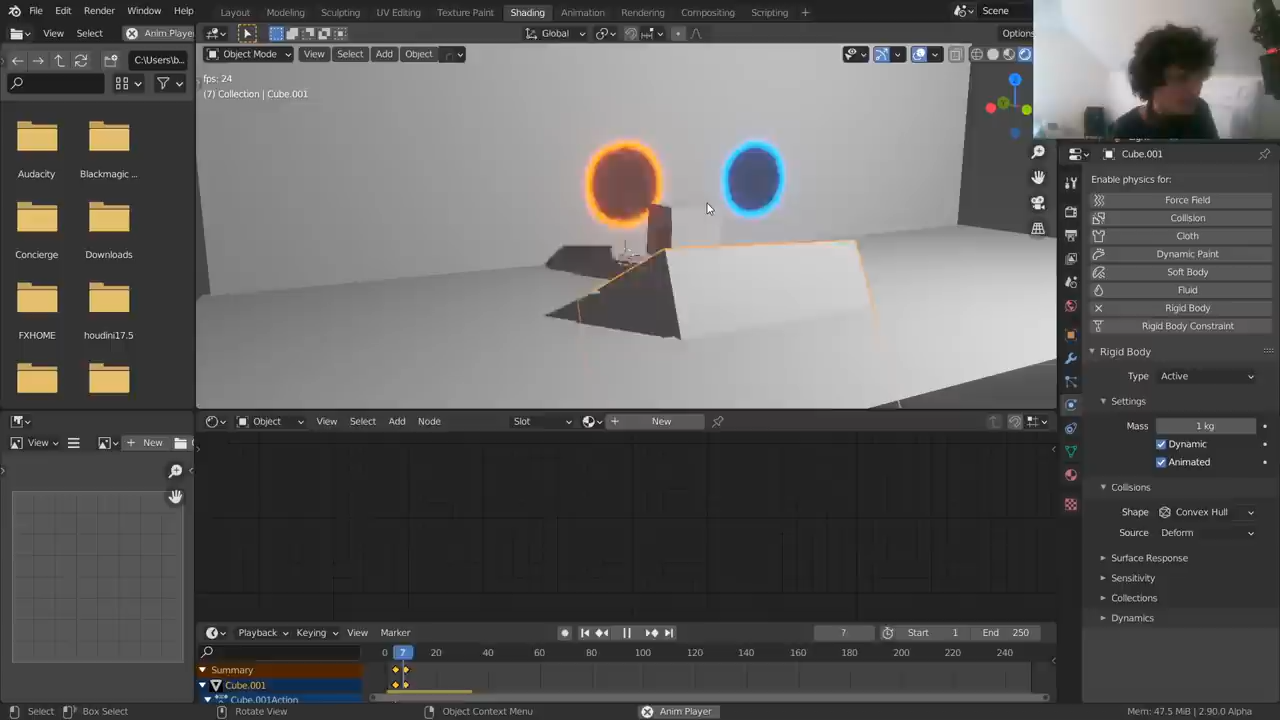 File Edit Render Window Help
Layout Modeling Sculpting UV Editing Texture Paint Shading Animation Rendering Compositing Scripting +
Scene
View Select Anim Player
Global
Options
C:\Users\b...
Object Mode View Select Add Object
fps: 24
(7) Collection | Cube.001
Audacity Blackmagic ...
Concierge Downloads
FXHOME houdini17.5
Cube.001
Enable physics for:
Force Field
Collision
Cloth
Dynamic Paint
Soft Body
Fluid
Rigid Body
Rigid Body Constraint
Rigid Body
Type Active
Settings
Mass 1 kg
Dynamic
Animated
Collisions
Shape Convex Hull
Source Deform
Surface Response
Sensitivity
Collections
Dynamics
Object View Select Add Node Slot New
View New
Playback Keying View Marker
7 Start 1 End 250
0 7 20 40 60 80 100 120 140 160 180 200 220 240
Summary
Cube.001
Cube.001Action
Select Box Select Rotate View Object Context Menu Anim Player Mem: 47.5 MiB | 2.90.0 Alpha